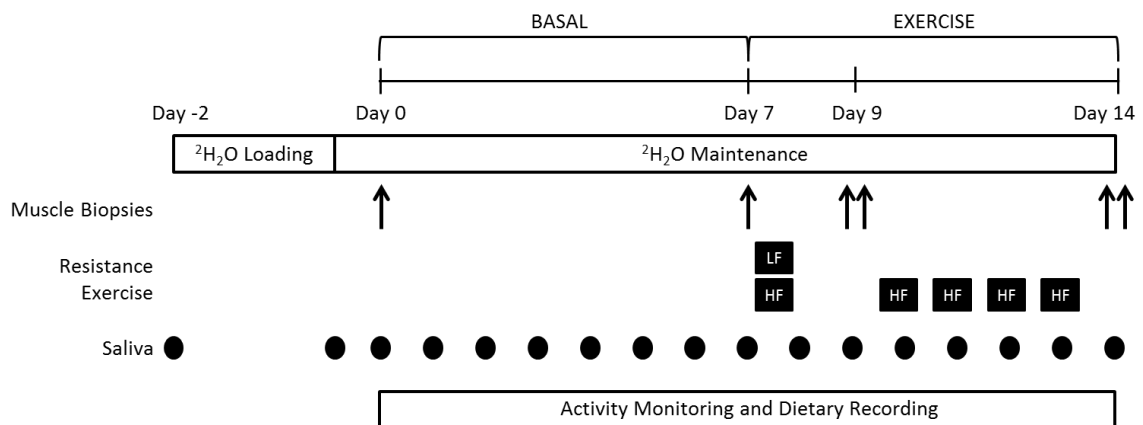 BASAL EXERCISE
Day -2 Day 0 Day 7 Day 9 Day 14
²H₂O Loading ²H₂O Maintenance
Muscle Biopsies
LF
Resistance
Exercise HF HF HF HF HF
Saliva
Activity Monitoring and Dietary Recording